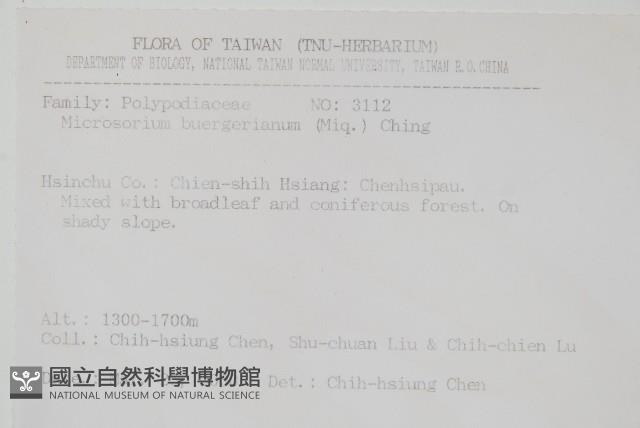 FLORA OF TAIWAN (TNU-HERBARIUM)
DEPARTMENT OF BIOLOGY, NATIONAL TAIWAN NORMAL UNIVERSITY, TAIWAN R.O.CHINA
Family: Polypodiaceae NO: 3112
Microsorium buergerianum (Miq.) Ching
Hsinchu Co.: Chien-shih Hsiang: Chenhsipau.
Mixed with broadleaf and coniferous forest. On
shady slope.
Alt.: 1300-1700m
Coll.: Chih-hsiung Chen, Shu-chuan Liu & Chih-chien Lu
Det.: Chih-hsiung Chen
國立自然科學博物館
NATIONAL MUSEUM OF NATURAL SCIENCE